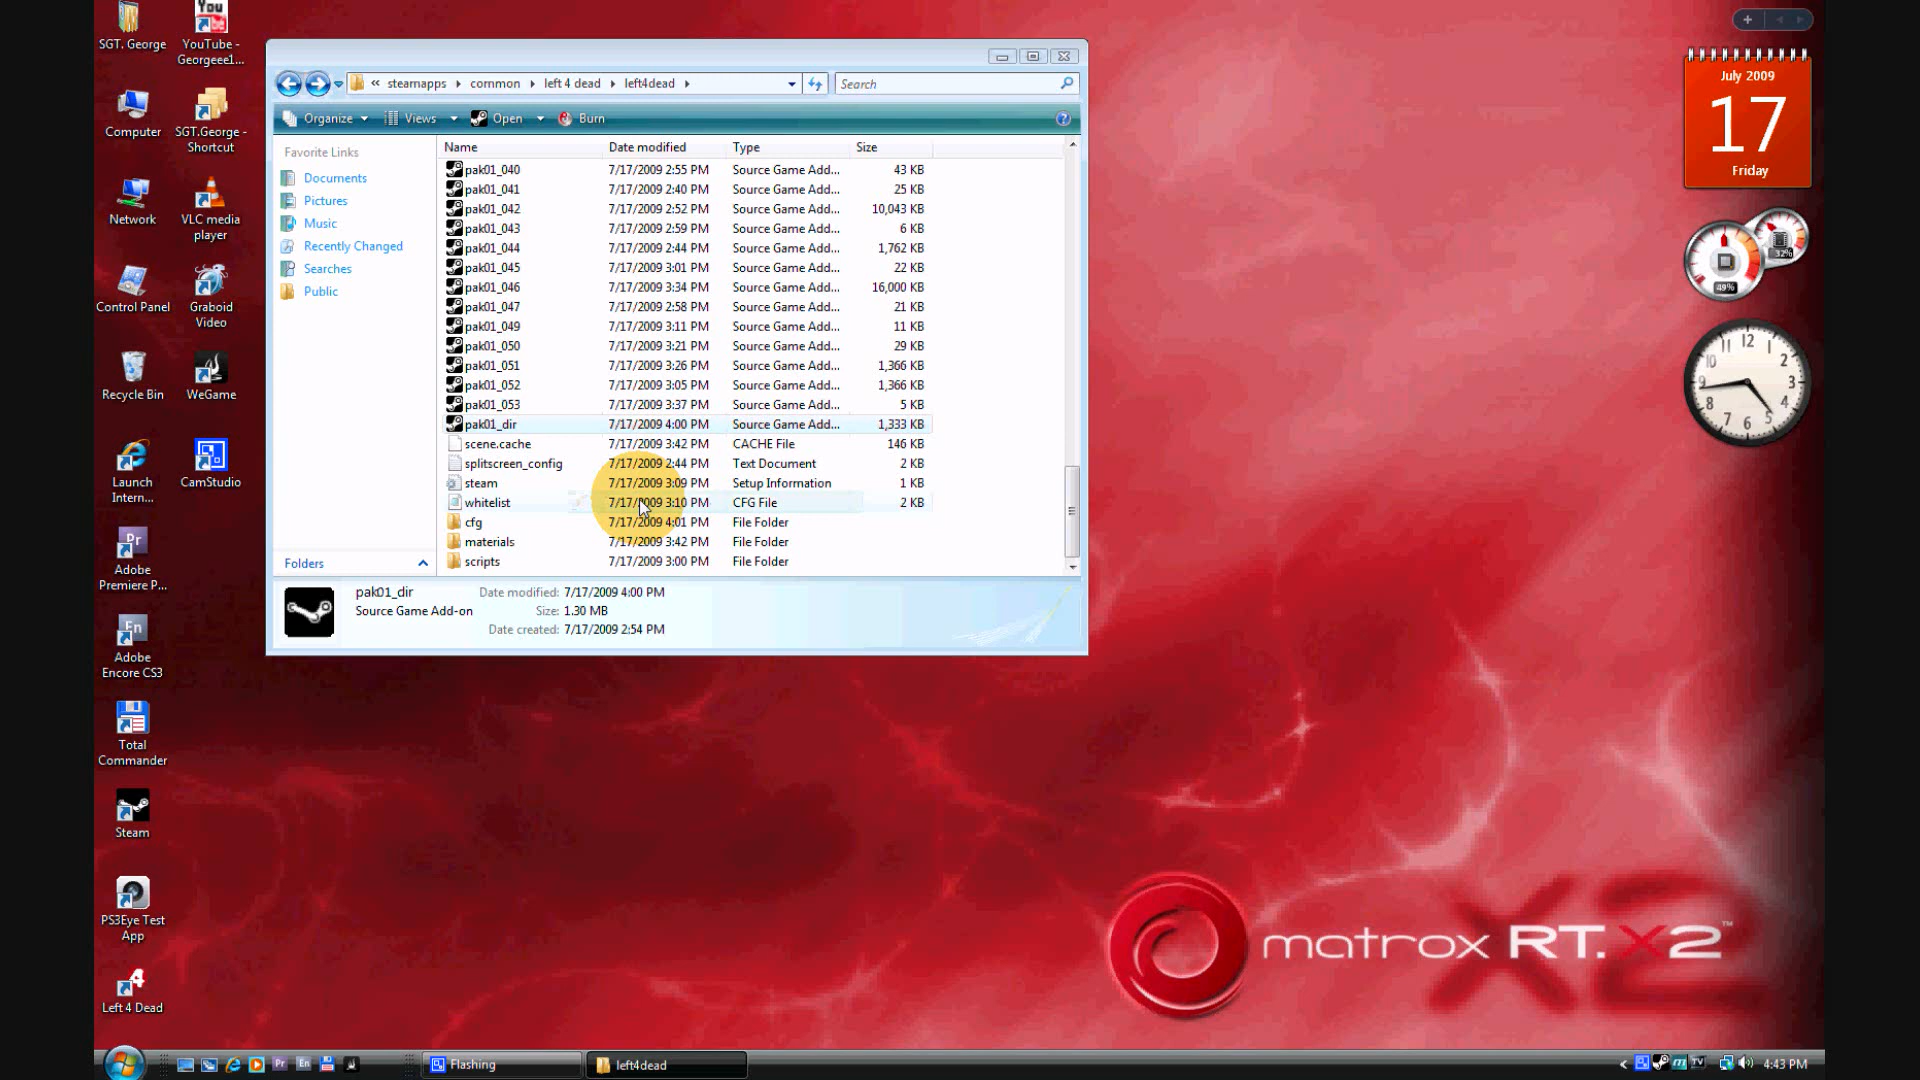 SGT. George
YouTube -
Georgeee1...
Computer
SGT.George -
Shortcut
Network
VLC media
player
Control Panel
Graboid
Video
Recycle Bin
WeGame
Launch
Intern...
CamStudio
Adobe
Premiere P...
Adobe
Encore CS3
Total
Commander
Steam
PS3Eye Test
App
Left 4 Dead
« steamapps common left 4 dead left4dead
Search
Organize Views Open Burn
Favorite Links
Documents
Pictures
Music
Recently Changed
Searches
Public
Folders
Name Date modified Type Size
pak01_040 7/17/2009 2:55 PM Source Game Add... 43 KB
pak01_041 7/17/2009 2:40 PM Source Game Add... 25 KB
pak01_042 7/17/2009 2:52 PM Source Game Add... 10,043 KB
pak01_043 7/17/2009 2:59 PM Source Game Add... 6 KB
pak01_044 7/17/2009 2:44 PM Source Game Add... 1,762 KB
pak01_045 7/17/2009 3:01 PM Source Game Add... 22 KB
pak01_046 7/17/2009 3:34 PM Source Game Add... 16,000 KB
pak01_047 7/17/2009 2:58 PM Source Game Add... 21 KB
pak01_049 7/17/2009 3:11 PM Source Game Add... 11 KB
pak01_050 7/17/2009 3:21 PM Source Game Add... 29 KB
pak01_051 7/17/2009 3:26 PM Source Game Add... 1,366 KB
pak01_052 7/17/2009 3:05 PM Source Game Add... 1,366 KB
pak01_053 7/17/2009 3:37 PM Source Game Add... 5 KB
pak01_dir 7/17/2009 4:00 PM Source Game Add... 1,333 KB
scene.cache 7/17/2009 3:42 PM CACHE File 146 KB
splitscreen_config 7/17/2009 2:44 PM Text Document 2 KB
steam 7/17/2009 3:09 PM Setup Information 1 KB
whitelist 7/17/2009 3:10 PM CFG File 2 KB
cfg 7/17/2009 4:01 PM File Folder
materials 7/17/2009 3:42 PM File Folder
scripts 7/17/2009 3:00 PM File Folder
pak01_dir Date modified: 7/17/2009 4:00 PM
Source Game Add-on Size: 1.30 MB
Date created: 7/17/2009 2:54 PM
July 2009
17
Friday
32%
49%
12
1
2
3
4
5
6
7
8
9
10
11
matrox RT.X2™
Flashing
left4dead
4:43 PM